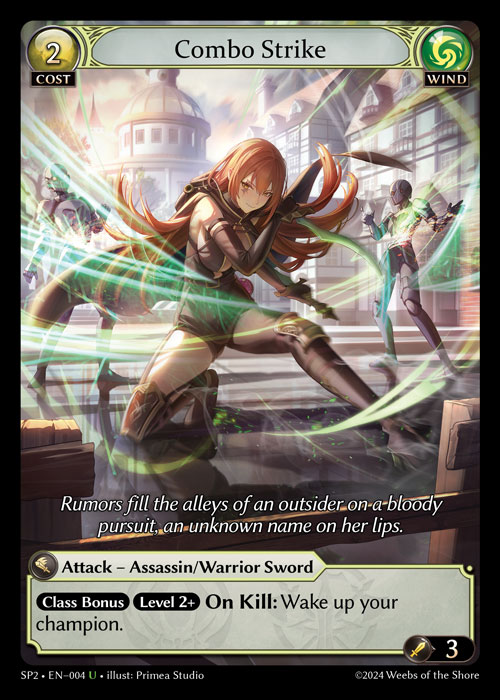 2
COST
Combo Strike
WIND
Rumors fill the alleys of an outsider on a bloody
pursuit, an unknown name on her lips.
Attack – Assassin/Warrior Sword
Class Bonus Level 2+ On Kill: Wake up your
champion.
3
SP2 • EN–004 U • illust: Primea Studio
©2024 Weebs of the Shore